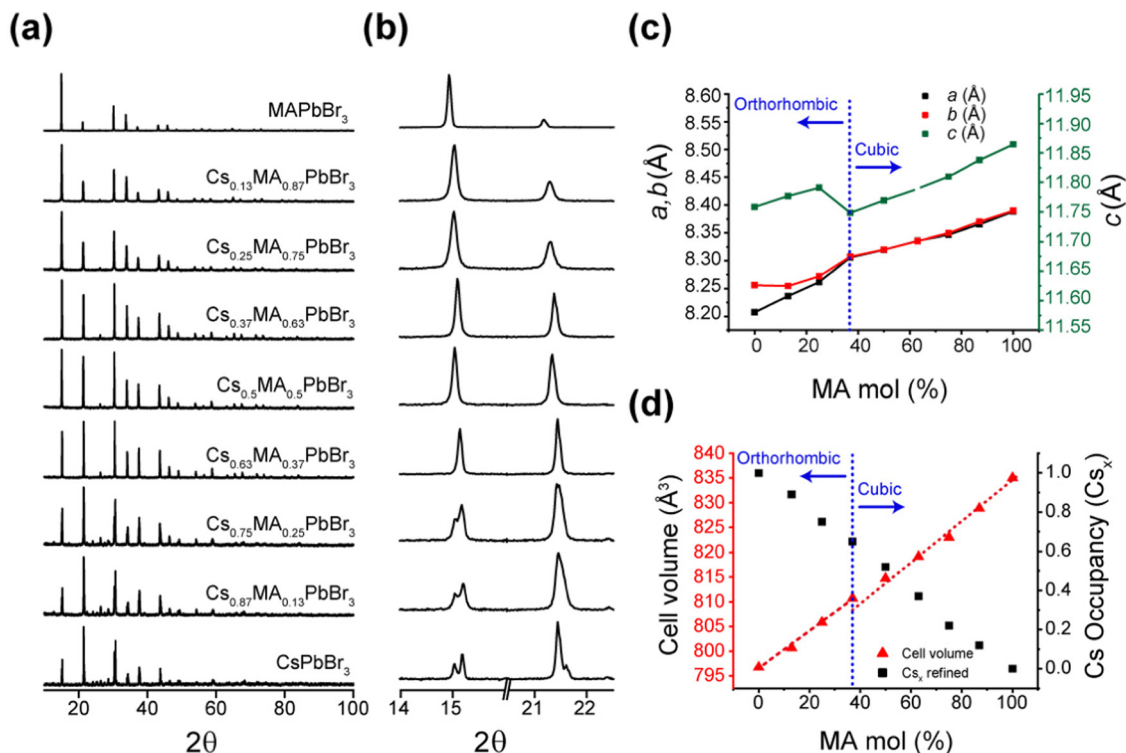 (a)
MAPbBr3
Cs0.13MA0.87PbBr3
Cs0.25MA0.75PbBr3
Cs0.37MA0.63PbBr3
Cs0.5MA0.5PbBr3
Cs0.63MA0.37PbBr3
Cs0.75MA0.25PbBr3
Cs0.87MA0.13PbBr3
CsPbBr3
20 40 60 80 100
2θ
(b)
14 15 21 22
2θ
(c)
8.60
8.55
8.50
8.45
8.40
8.35
8.30
8.25
8.20
a,b(Å)
Orthorhombic
Cubic
a (Å)
b (Å)
c (Å)
11.95
11.90
11.85
11.80
11.75
11.70
11.65
11.60
11.55
c (Å)
0 20 40 60 80 100
MA mol (%)
(d)
840
835
830
825
820
815
810
805
800
795
Cell volume (Å3)
Orthorhombic
Cubic
Cell volume
Csx refined
1.0
0.8
0.6
0.4
0.2
0.0
Cs Occupancy (Csx)
0 20 40 60 80 100
MA mol (%)